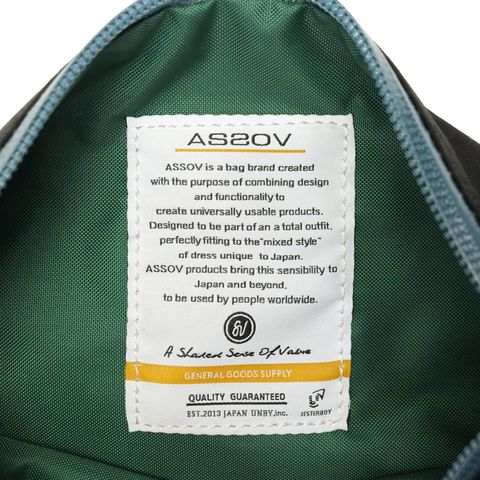 ASSOV
ASSOV is a bag brand created
with the purpose of combining design
and functionality to
create universally usable products.
Designed to be part of an a total outfit.
perfectly fitting to the"mixed style"
of dress unique to Japan.
ASSOV products bring this sensibility to
Japan and beyond,
to be used by people worldwide.
A Shared Sense Of Value
GENERAL GOODS SUPPLY
QUALITY GUARANTEED
EST.2013 JAPAN UNBY,inc.
JESTERBOY